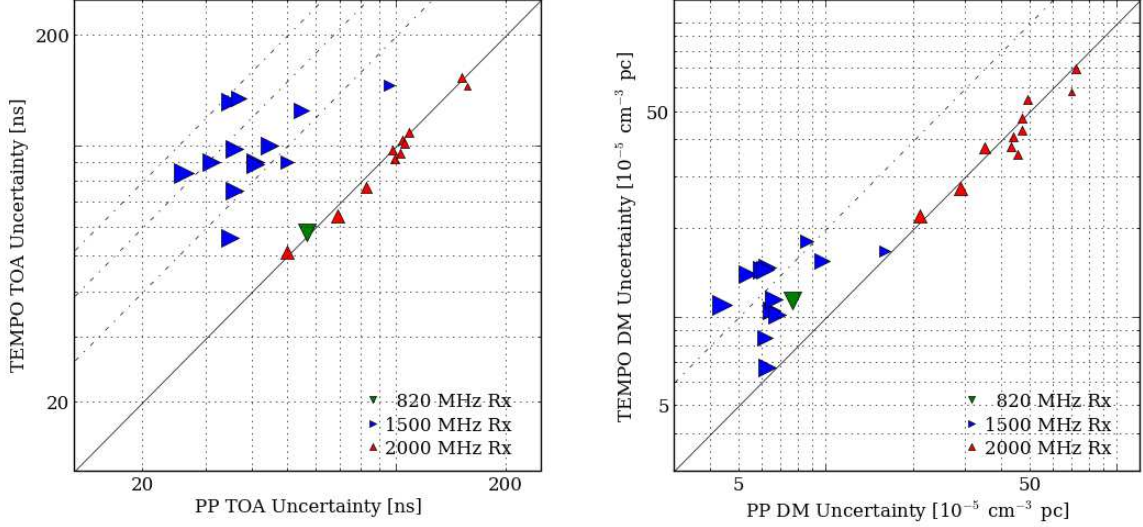 200
20
TEMPO TOA Uncertainty [ns]
820 MHz Rx
1500 MHz Rx
2000 MHz Rx
20
200
PP TOA Uncertainty [ns]
50
5
TEMPO DM Uncertainty [10⁻⁵ cm⁻³ pc]
820 MHz Rx
1500 MHz Rx
2000 MHz Rx
5
50
PP DM Uncertainty [10⁻⁵ cm⁻³ pc]